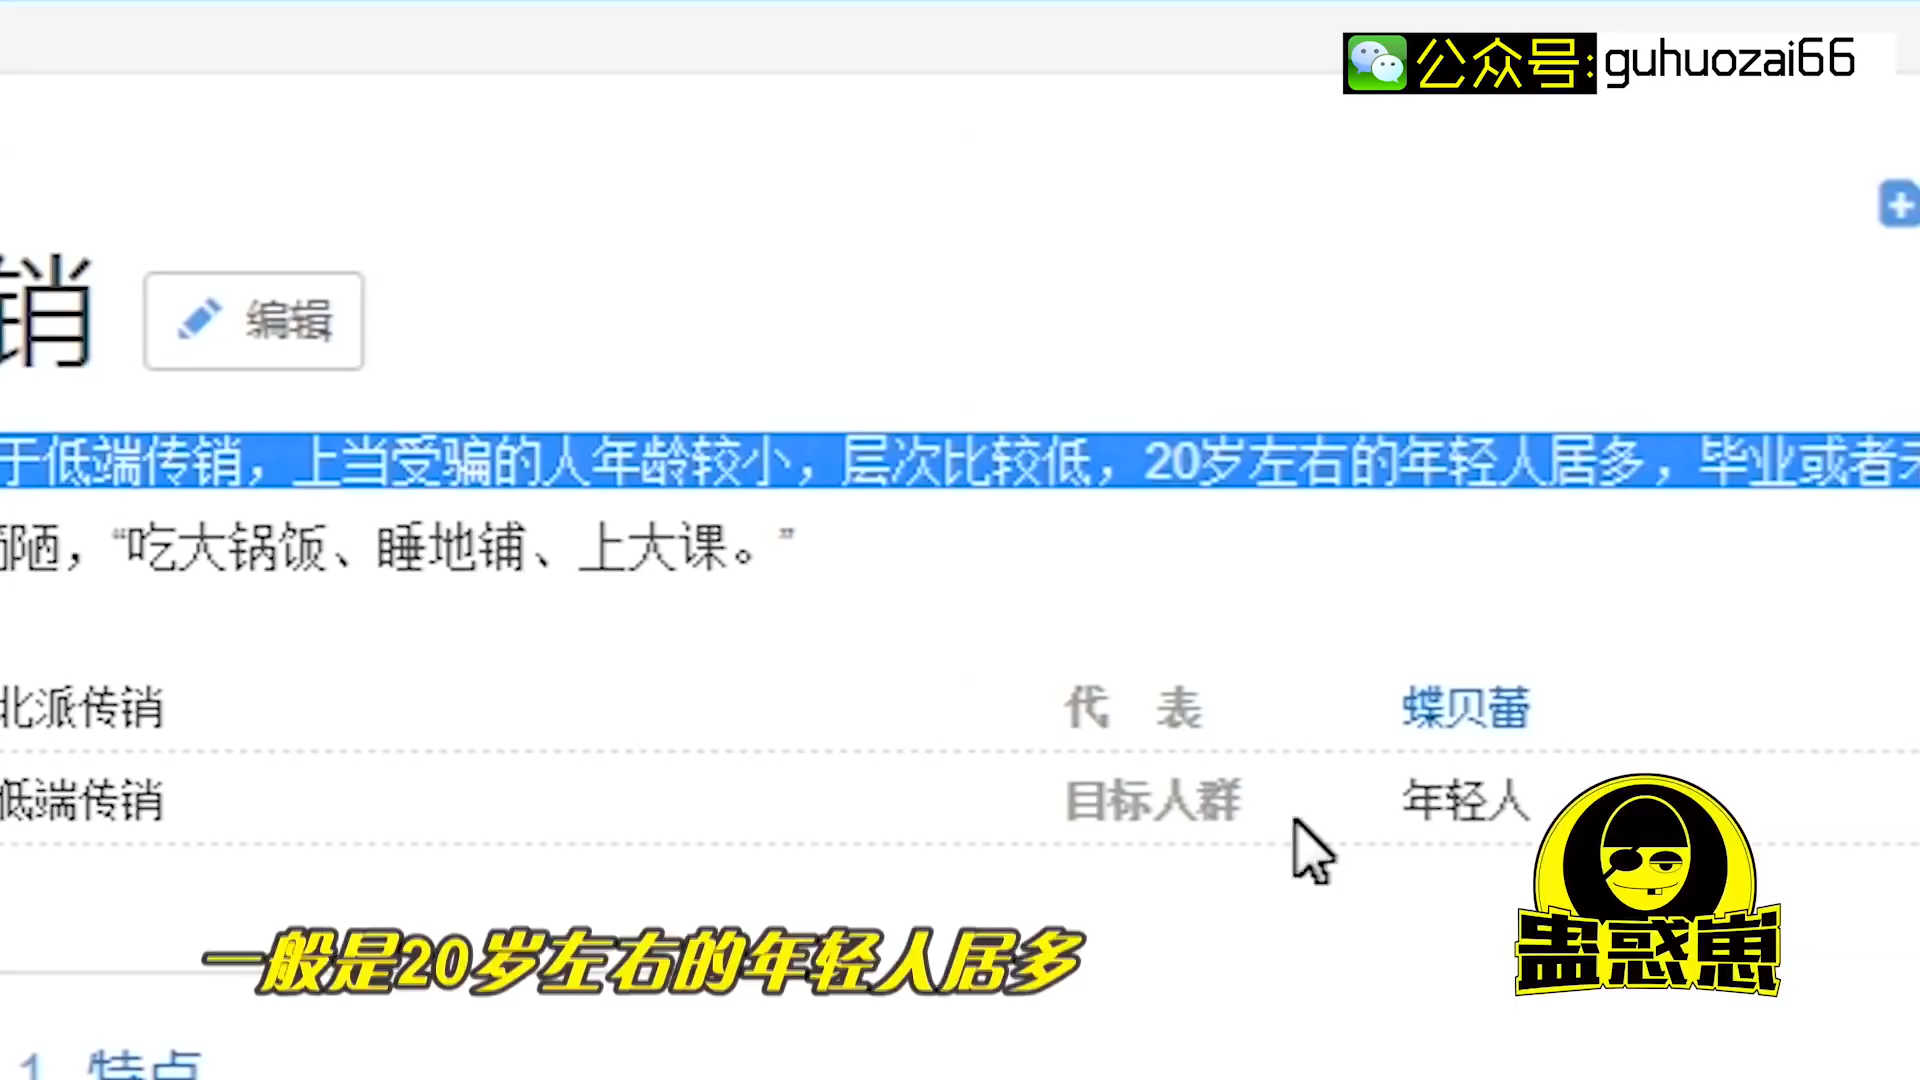 公众号:guhuozai66
销
编辑
于低端传销，上当受骗的人年龄较小，层次比较低，20岁左右的年轻人居多，毕业或者未
陋，“吃大锅饭、睡地铺、上大课。”
北派传销
代 表
蝶贝蕾
低端传销
目标人群
年轻人
蛊惑崽
一般是20岁左右的年轻人居多
1 特点